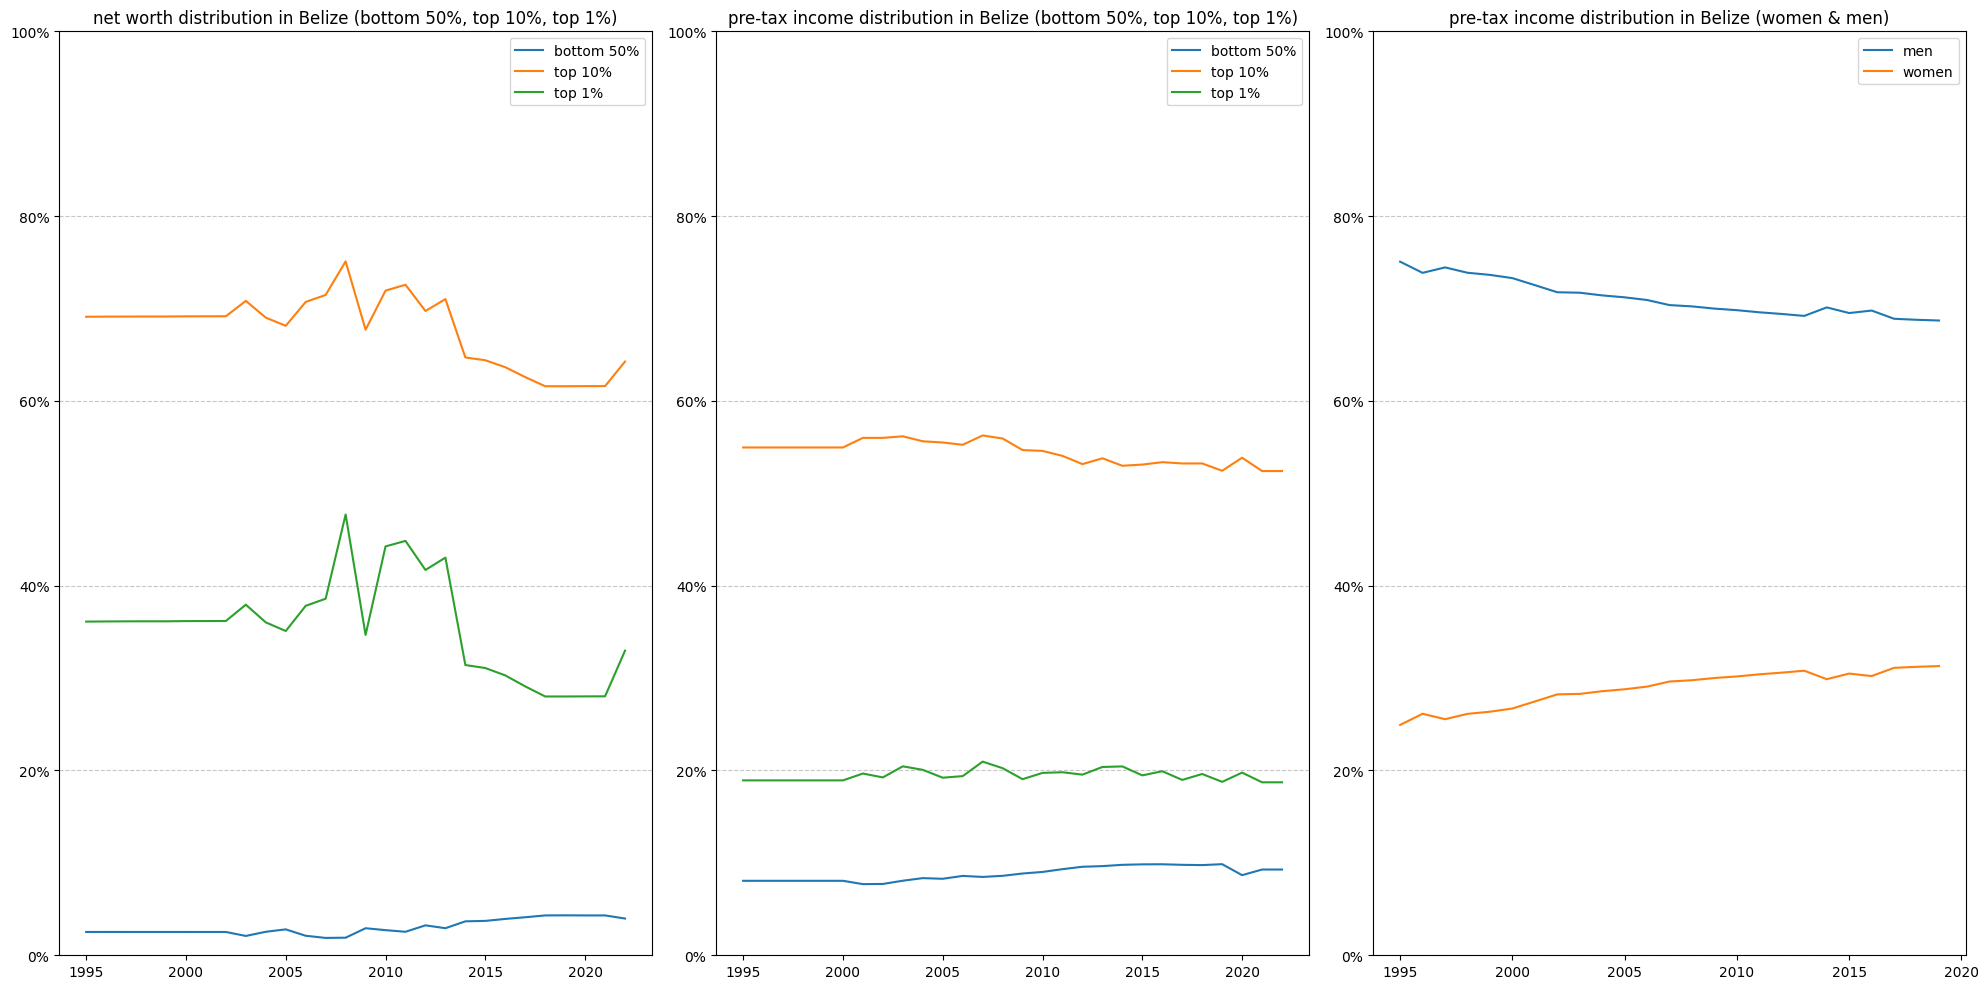 net worth distribution in Belize (bottom 50%, top 10%, top 1%)
100%
80%
60%
40%
20%
0%
1995 2000 2005 2010 2015 2020
bottom 50%
top 10%
top 1%
pre-tax income distribution in Belize (bottom 50%, top 10%, top 1%)
100%
80%
60%
40%
20%
0%
1995 2000 2005 2010 2015 2020
bottom 50%
top 10%
top 1%
pre-tax income distribution in Belize (women & men)
100%
80%
60%
40%
20%
0%
1995 2000 2005 2010 2015 2020
men
women